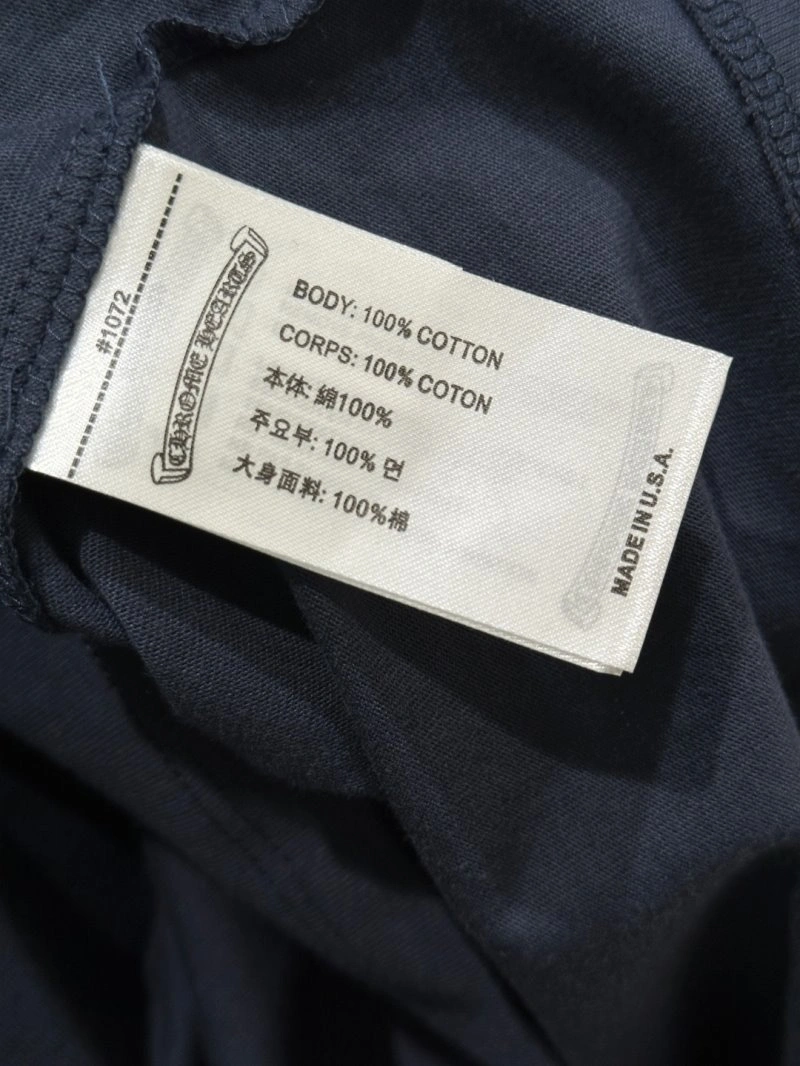 #1072
CHROME HEARTS
BODY: 100% COTTON
CORPS: 100% COTON
本体: 綿100%
주요부: 100% 면
大身面料: 100%棉
MADE IN U.S.A.